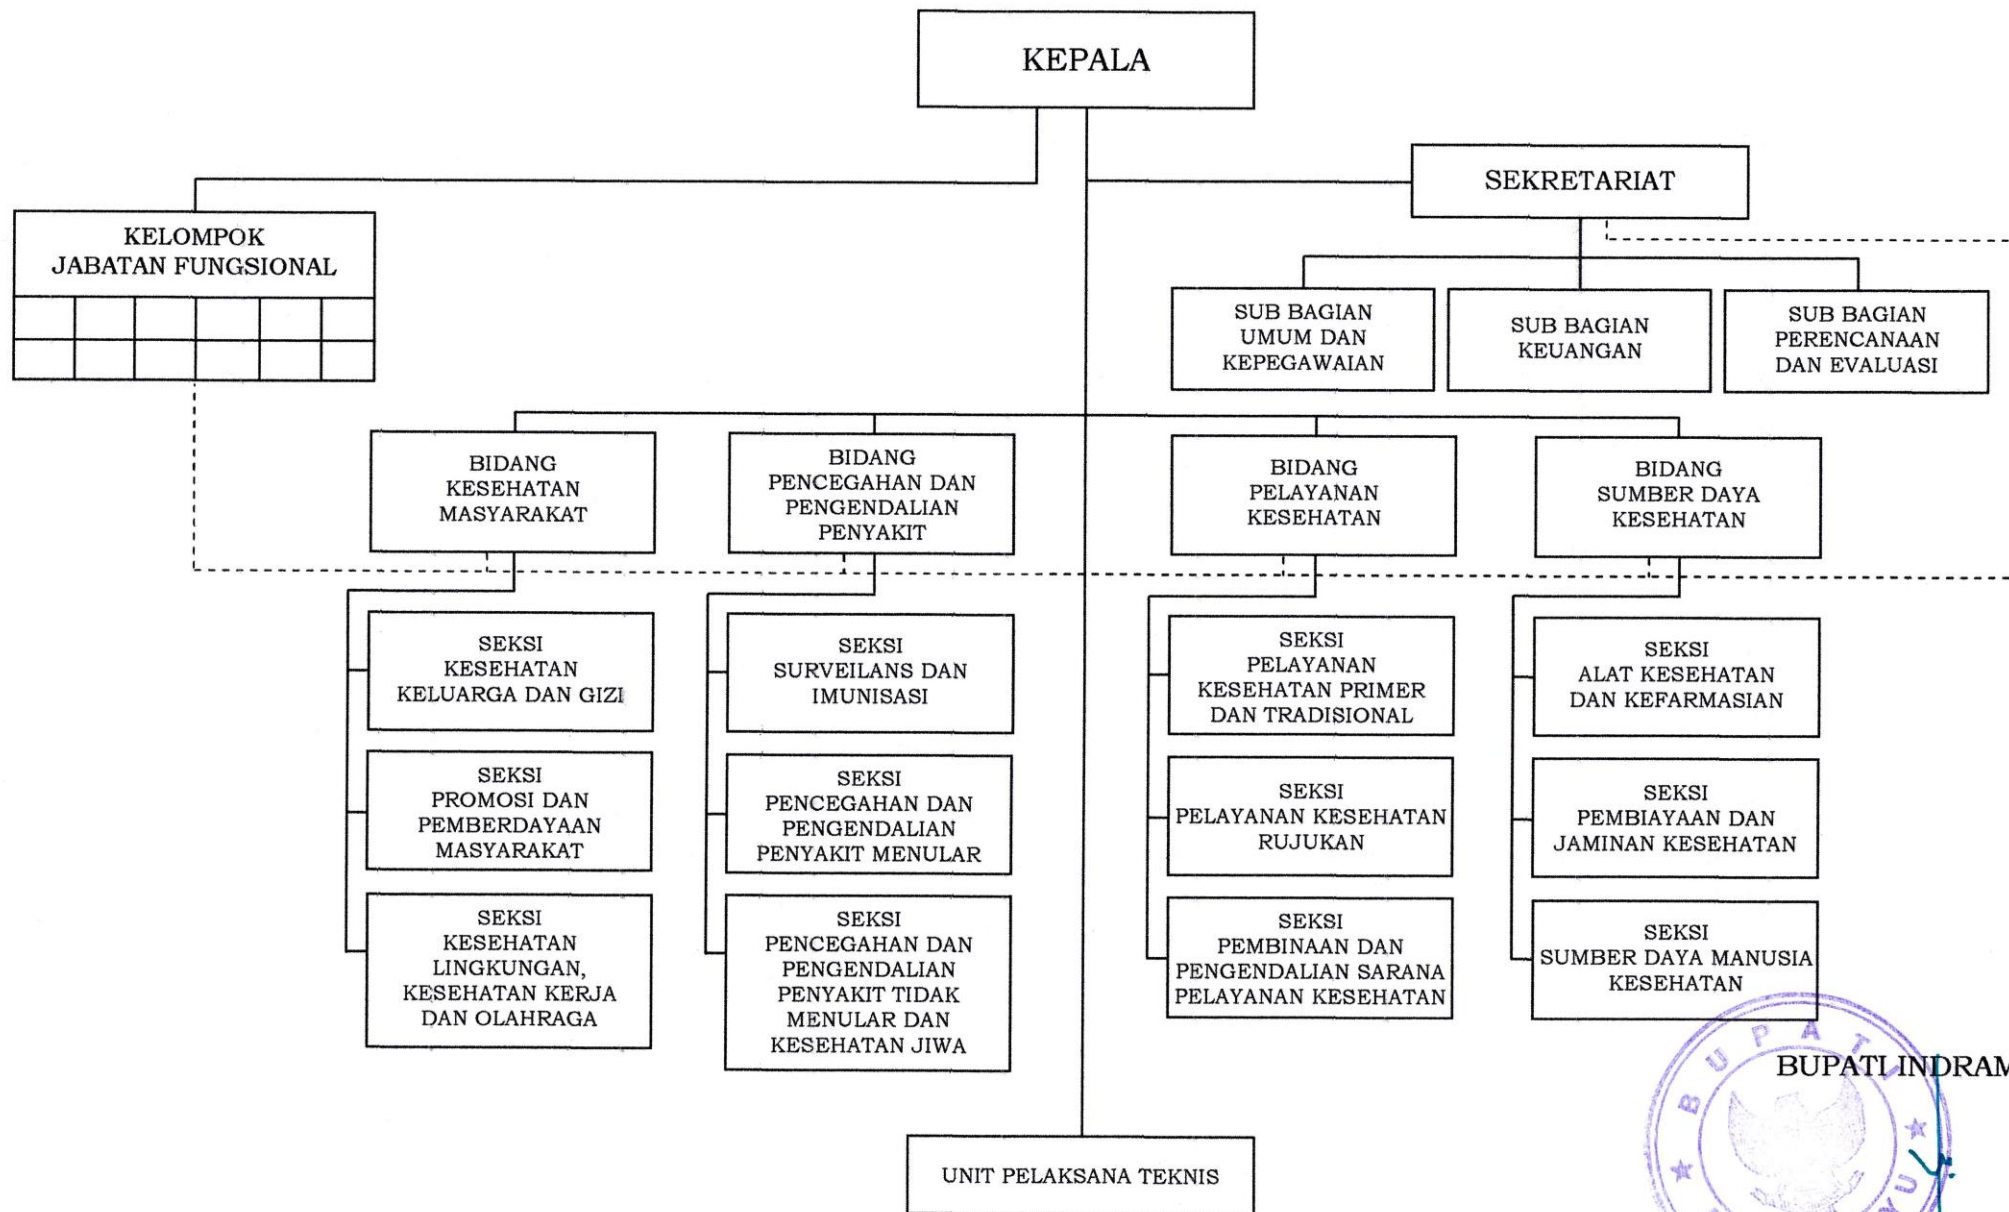 KEPALA
SEKRETARIAT
KELOMPOK
JABATAN FUNGSIONAL
SUB BAGIAN
UMUM DAN
KEPEGAWAIAN
SUB BAGIAN
KEUANGAN
SUB BAGIAN
PERENCANAAN
DAN EVALUASI
BIDANG
KESEHATAN
MASYARAKAT
BIDANG
PENCEGAHAN DAN
PENGENDALIAN
PENYAKIT
BIDANG
PELAYANAN
KESEHATAN
BIDANG
SUMBER DAYA
KESEHATAN
SEKSI
KESEHATAN
KELUARGA DAN GIZI
SEKSI
SURVEILANS DAN
IMUNISASI
SEKSI
PELAYANAN
KESEHATAN PRIMER
DAN TRADISIONAL
SEKSI
ALAT KESEHATAN
DAN KEFARMASIAN
SEKSI
PROMOSI DAN
PEMBERDAYAAN
MASYARAKAT
SEKSI
PENCEGAHAN DAN
PENGENDALIAN
PENYAKIT MENULAR
SEKSI
PELAYANAN KESEHATAN
RUJUKAN
SEKSI
PEMBIAYAAN DAN
JAMINAN KESEHATAN
SEKSI
KESEHATAN
LINGKUNGAN,
KESEHATAN KERJA
DAN OLAHRAGA
SEKSI
PENCEGAHAN DAN
PENGENDALIAN
PENYAKIT TIDAK
MENULAR DAN
KESEHATAN JIWA
SEKSI
PEMBINAAN DAN
PENGENDALIAN SARANA
PELAYANAN KESEHATAN
SEKSI
SUMBER DAYA MANUSIA
KESEHATAN
BUPATI INDRAM
BUPATI
UNIT PELAKSANA TEKNIS